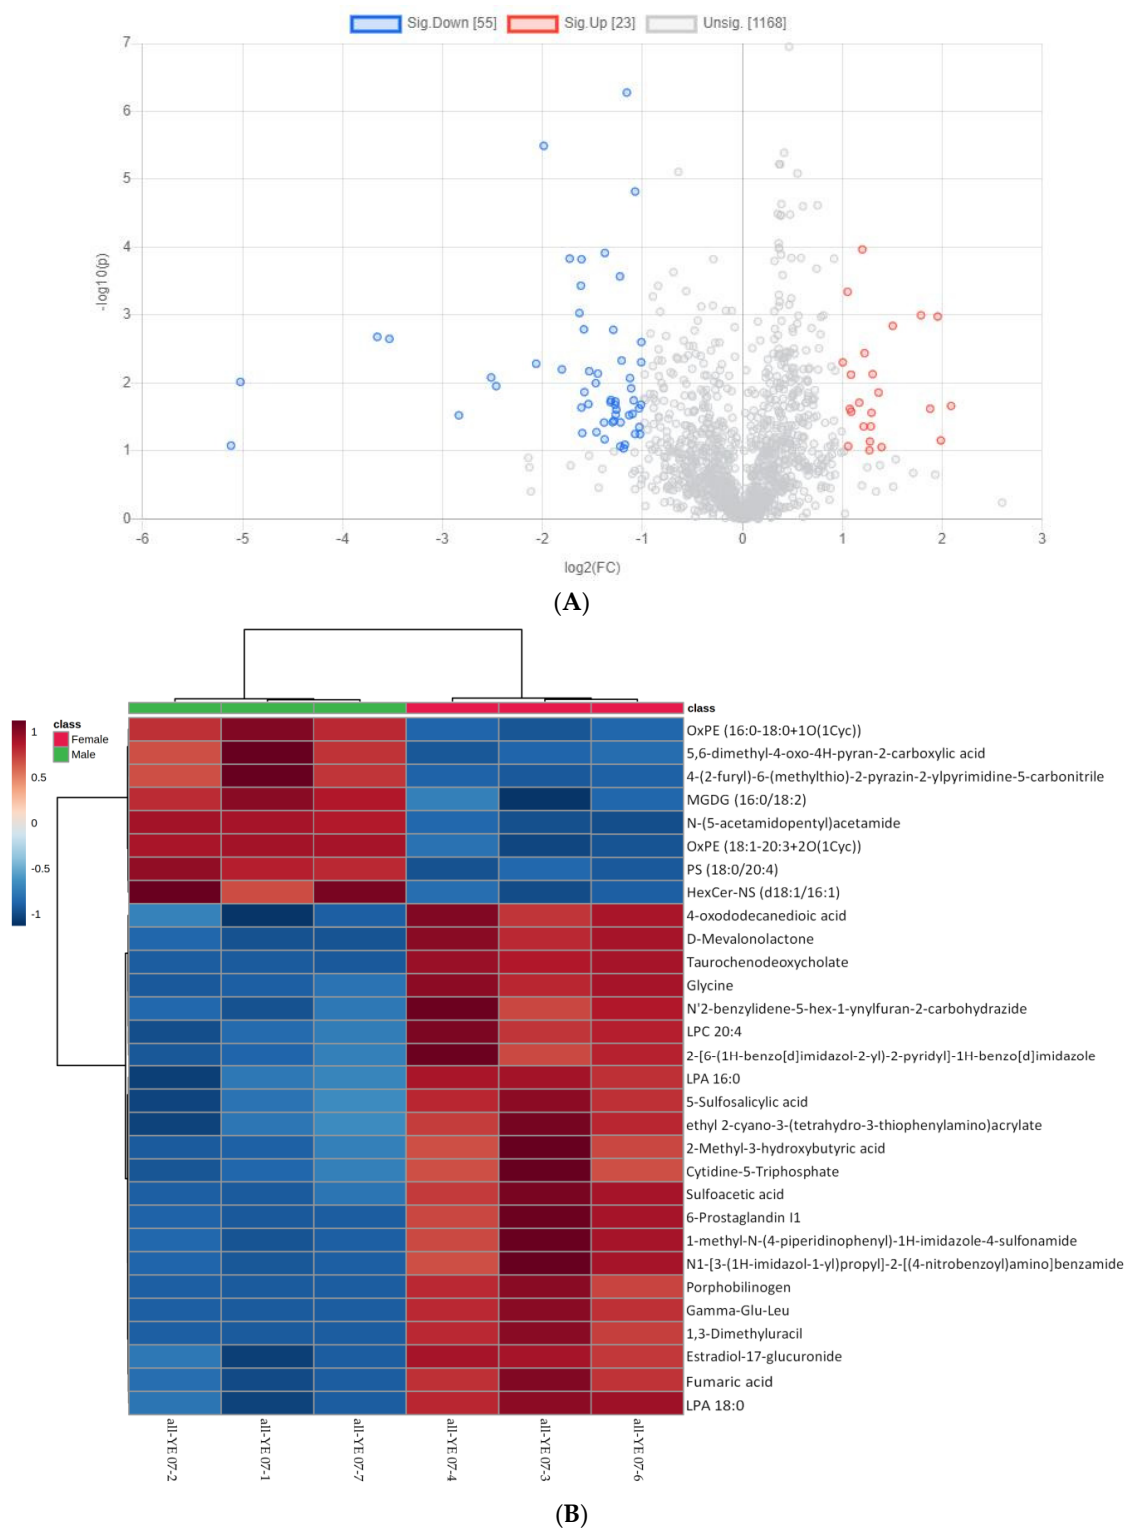 Sig.Down [55] Sig.Up [23] Unsig. [1168]
7
6
5
4
3
2
1
0
-log10(p)
-6 -5 -4 -3 -2 -1 0 1 2 3
log2(FC)
(A)
class
class
Female
Male
1
0.5
0
-0.5
-1
OxPE (16:0-18:0+1O(1Cyc))
5,6-dimethyl-4-oxo-4H-pyran-2-carboxylic acid
4-(2-furyl)-6-(methylthio)-2-pyrazin-2-ylpyrimidine-5-carbonitrile
MGDG (16:0/18:2)
N-(5-acetamidopentyl)acetamide
OxPE (18:1-20:3+2O(1Cyc))
PS (18:0/20:4)
HexCer-NS (d18:1/16:1)
4-oxododecanedioic acid
D-Mevalonolactone
Taurochenodeoxycholate
Glycine
N'2-benzylidene-5-hex-1-ynylfuran-2-carbohydrazide
LPC 20:4
2-[6-(1H-benzo[d]imidazol-2-yl)-2-pyridyl]-1H-benzo[d]imidazole
LPA 16:0
5-Sulfosalicylic acid
ethyl 2-cyano-3-(tetrahydro-3-thiophenylamino)acrylate
2-Methyl-3-hydroxybutyric acid
Cytidine-5-Triphosphate
Sulfoacetic acid
6-Prostaglandin I1
1-methyl-N-(4-piperidinophenyl)-1H-imidazole-4-sulfonamide
N1-[3-(1H-imidazol-1-yl)propyl]-2-[(4-nitrobenzoyl)amino]benzamide
Porphobilinogen
Gamma-Glu-Leu
1,3-Dimethyluracil
Estradiol-17-glucuronide
Fumaric acid
LPA 18:0
all-YE 07-2
all-YE 07-1
all-YE 07-7
all-YE 07-4
all-YE 07-3
all-YE 07-6
(B)